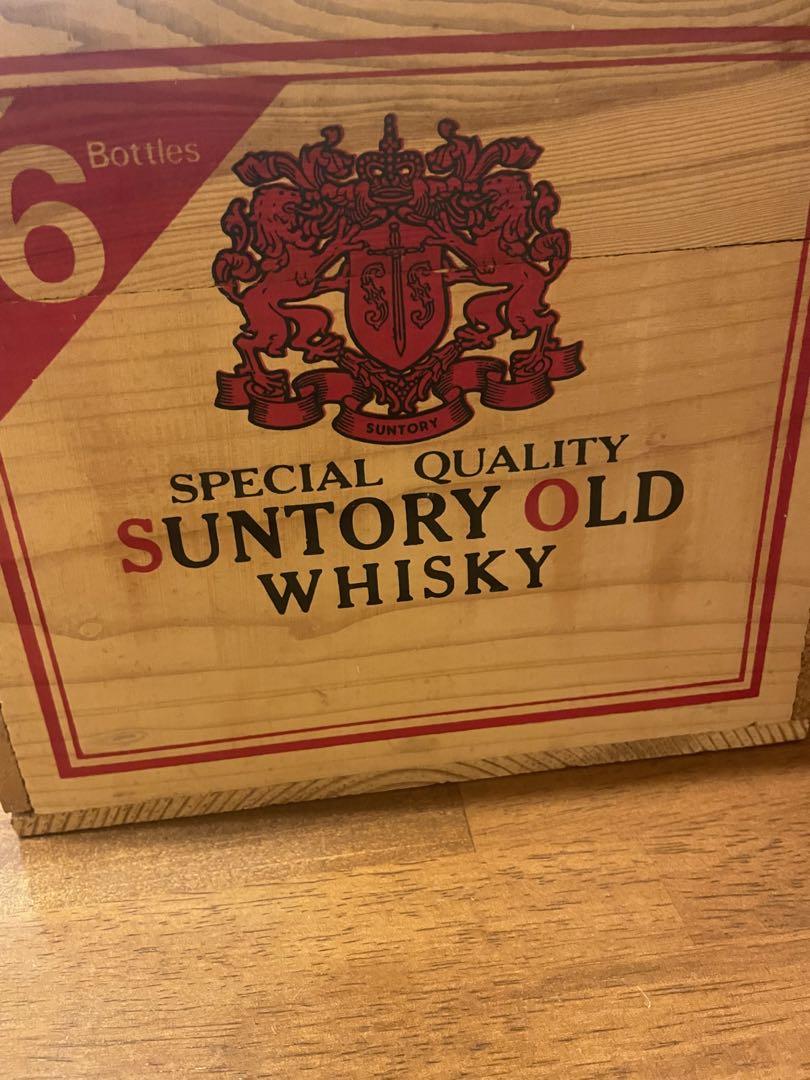 6 Bottles
SUNTORY
SPECIAL QUALITY
SUNTORY OLD
WHISKY